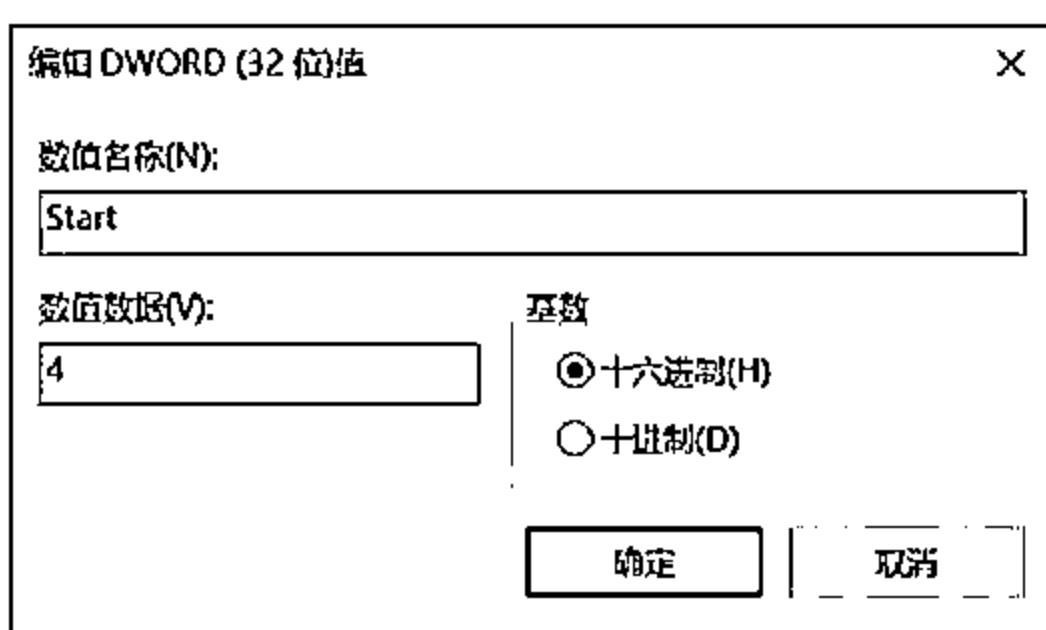 编辑 DWORD (32 位)值
数值名称(N):
Start
数值数据(V):
基数
4
十六进制(H)
十进制(D)
确定
取消